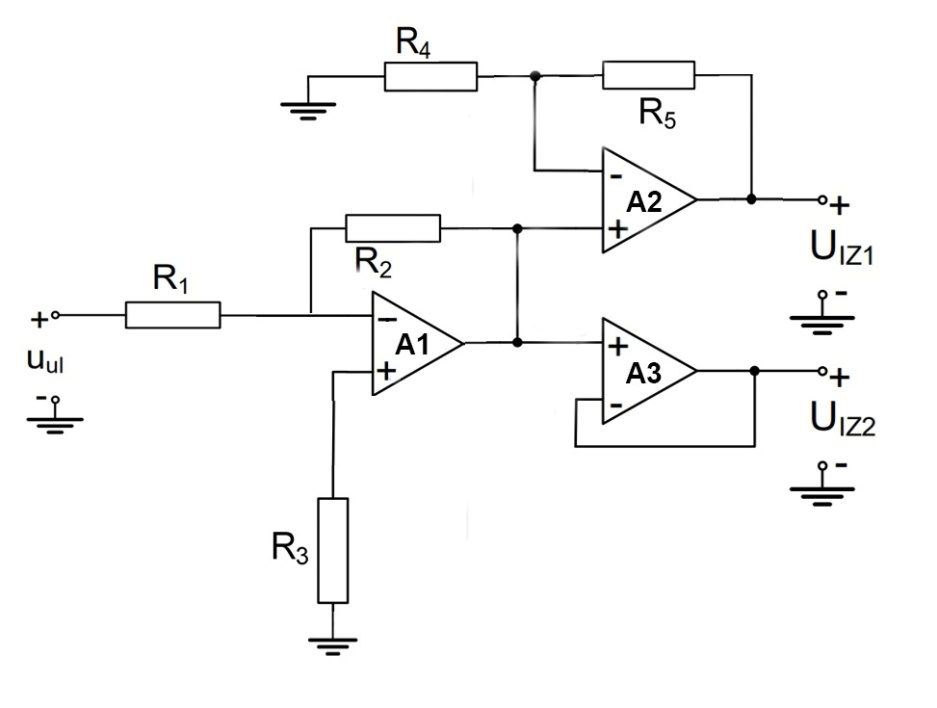 R4
R5
-
A2
+
+
UIZ1
-
R2
R1
+
-
A1
+
uul
-
+
A3
-
+
UIZ2
-
R3